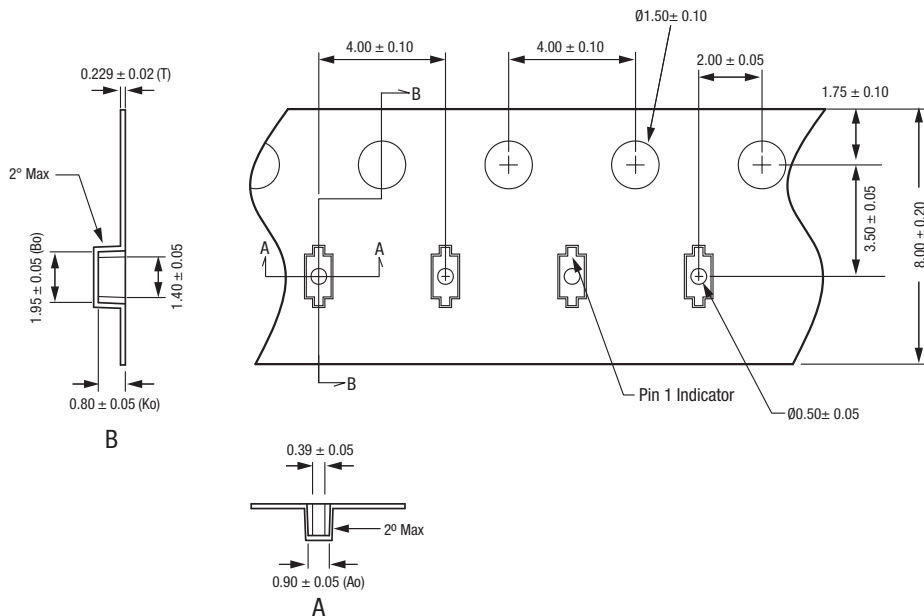 Ø1.50 ± 0.10
4.00 ± 0.10
4.00 ± 0.10
2.00 ± 0.05
0.229 ± 0.02 (T)
B
1.75 ± 0.10
2° Max
3.50 ± 0.05
8.00 ± 0.20
A
A
1.95 ± 0.05 (Bo)
1.40 ± 0.05
B
Pin 1 Indicator
0.80 ± 0.05 (Ko)
Ø0.50± 0.05
B
0.39 ± 0.05
2º Max
0.90 ± 0.05 (Ao)
A